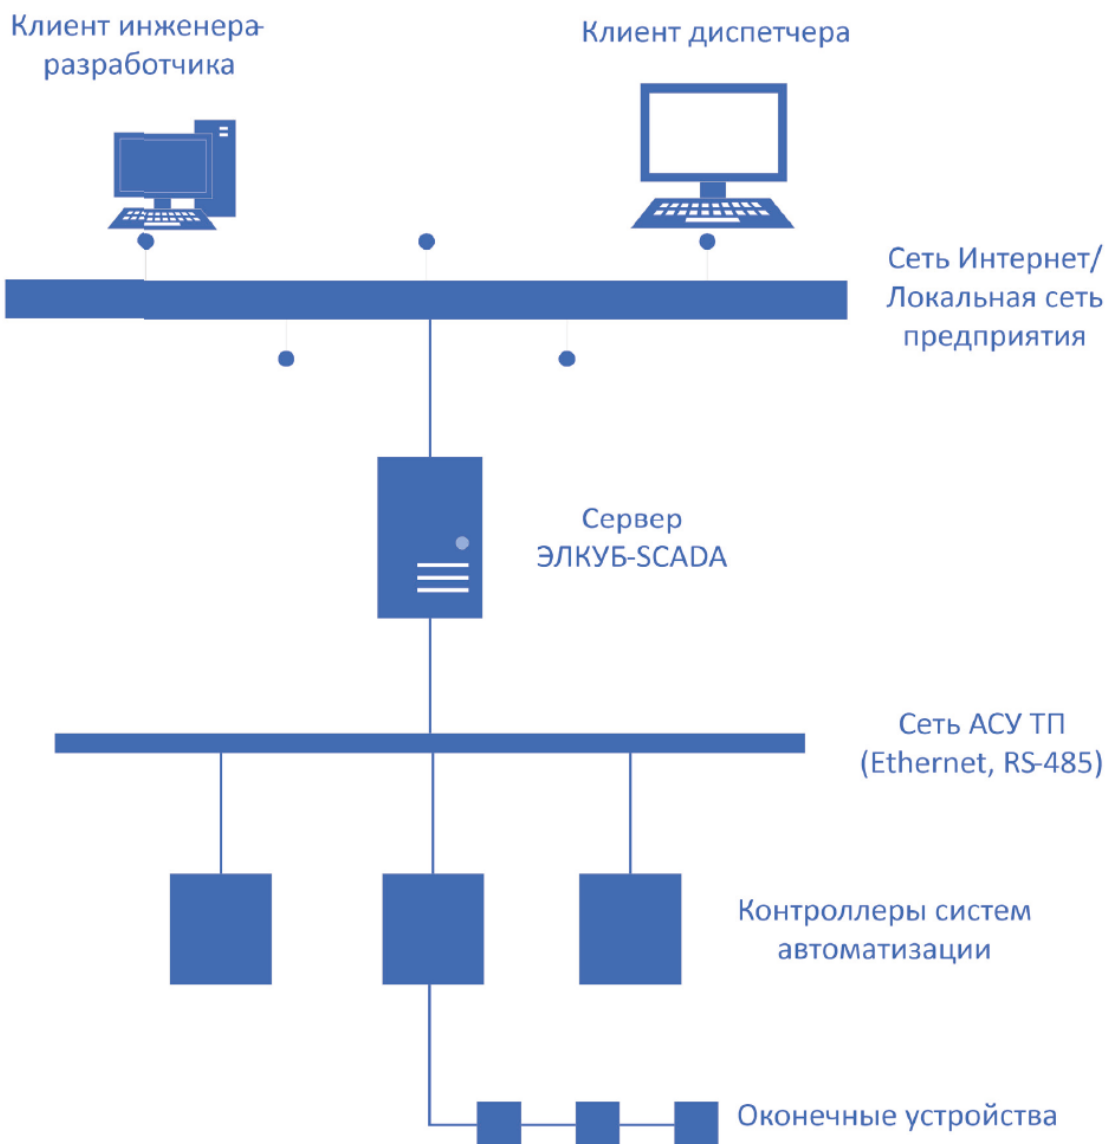 Клиент инженера-
разработчика
Клиент диспетчера
Сеть Интернет/
Локальная сеть
предприятия
Сервер
ЭЛКУБ-SCADA
Сеть АСУ ТП
(Ethernet, RS-485)
Контроллеры систем
автоматизации
Оконечные устройства